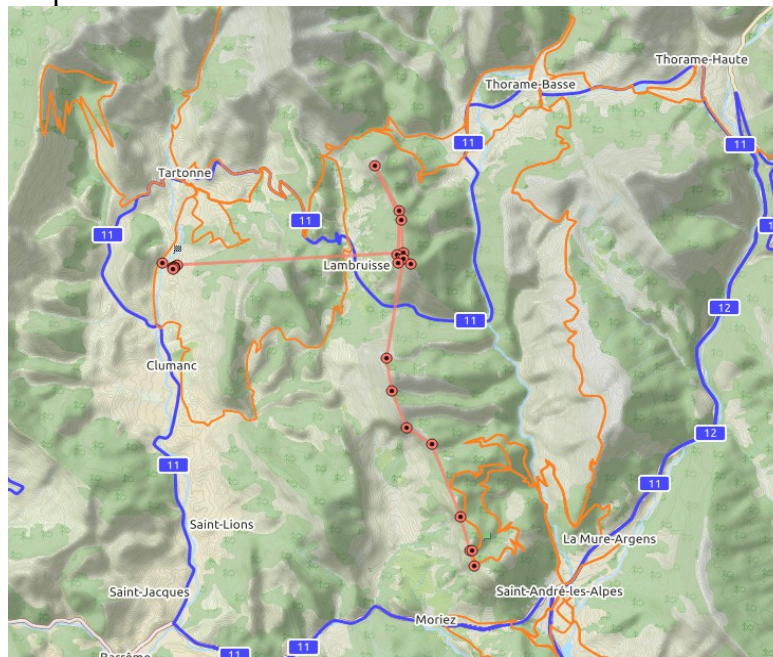 Thorame-Haute
Thorame-Basse
11
11
Tartonne
11
11
Lambruisse
12
11
Clumanc
12
11
11
Saint-Lions
La Mure-Argens
Saint-Jacques
Saint-André-les-Alpes
Moriez
11
11